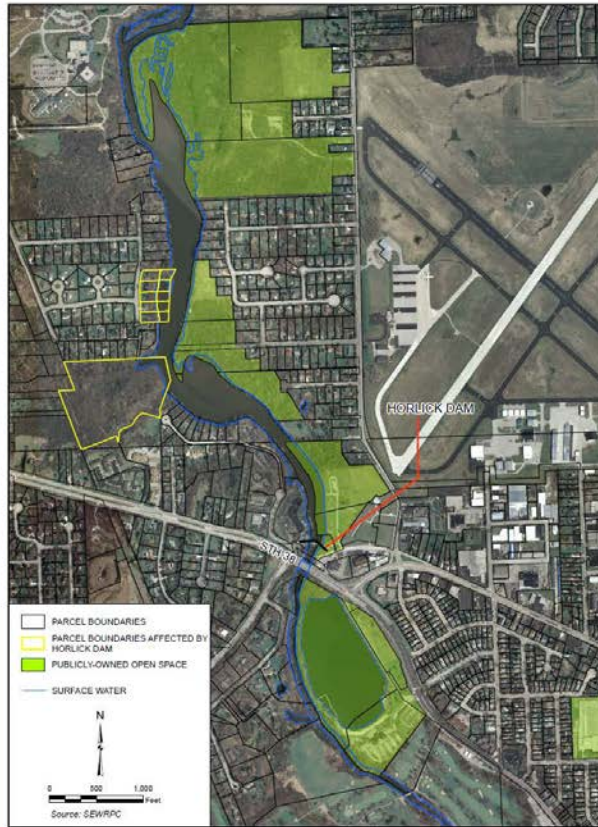 HORLICK DAM
STH 38
PARCEL BOUNDARIES
PARCEL BOUNDARIES AFFECTED BY
HORLICK DAM
PUBLICLY-OWNED OPEN SPACE
SURFACE WATER
N
0 500 1,000
Feet
Source: SEWRPC